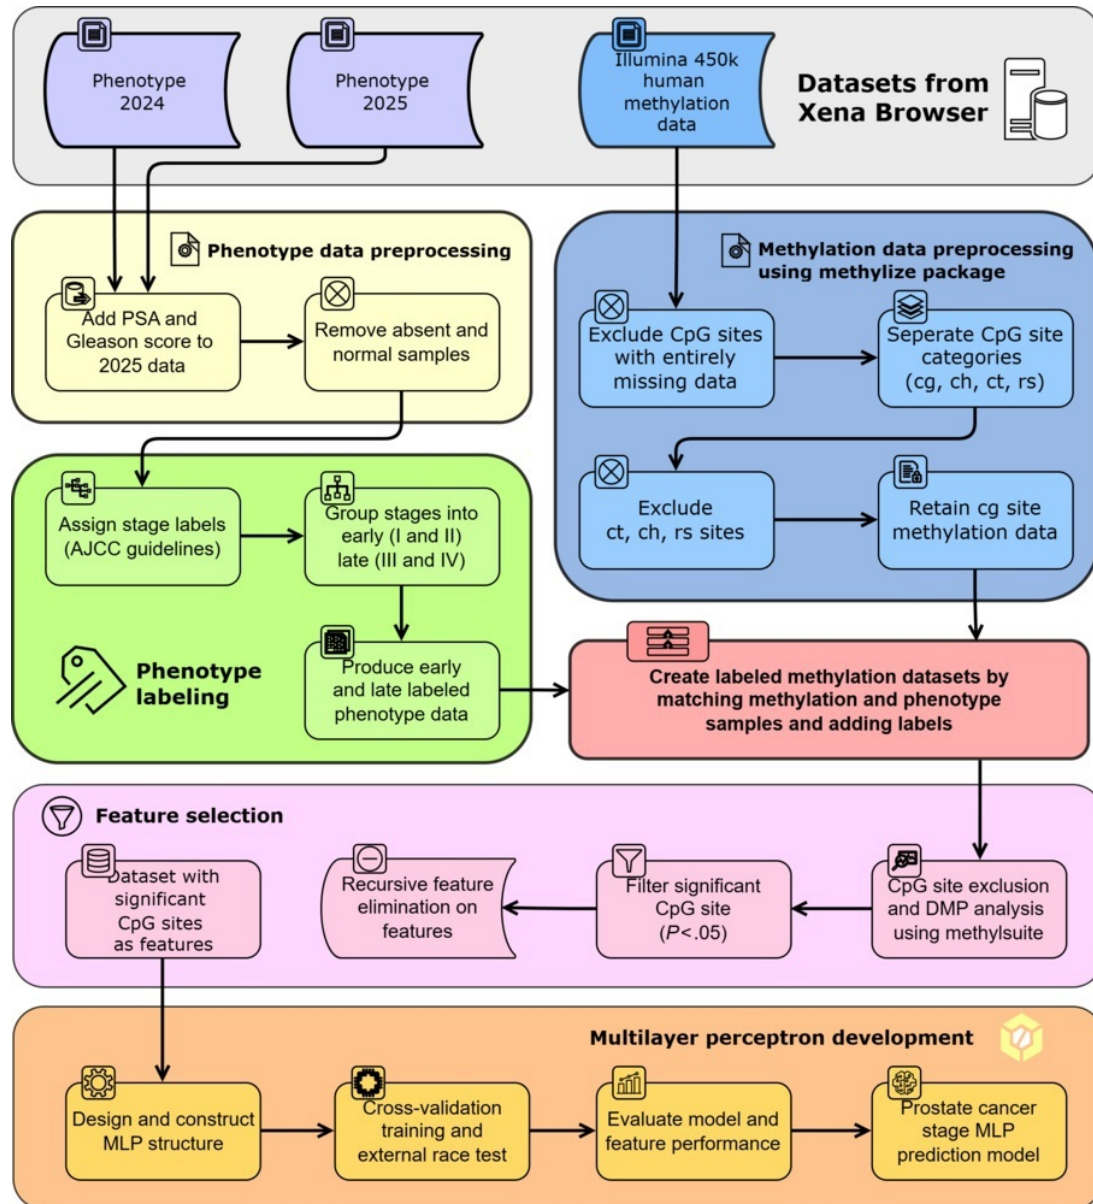 Phenotype
2024
Phenotype
2025
Illumina 450k
human
methylation
data
Datasets from
Xena Browser
Phenotype data preprocessing
Add PSA and
Gleason score to
2025 data
Remove absent and
normal samples
Methylation data preprocessing
using methylize package
Exclude CpG sites
with entirely
missing data
Seperate CpG site
categories
(cg, ch, ct, rs)
Exclude
ct, ch, rs sites
Retain cg site
methylation data
Assign stage labels
(AJCC guidelines)
Group stages into
early (I and II)
late (III and IV)
Phenotype
labeling
Produce early
and late labeled
phenotype data
Create labeled methylation datasets by
matching methylation and phenotype
samples and adding labels
Feature selection
Dataset with
significant
CpG sites
as features
Recursive feature
elimination on
features
Filter significant
CpG site
(P<.05)
CpG site exclusion
and DMP analysis
using methylsuite
Multilayer perceptron development
Design and construct
MLP structure
Cross-validation
training and
external race test
Evaluate model and
feature performance
Prostate cancer
stage MLP
prediction model